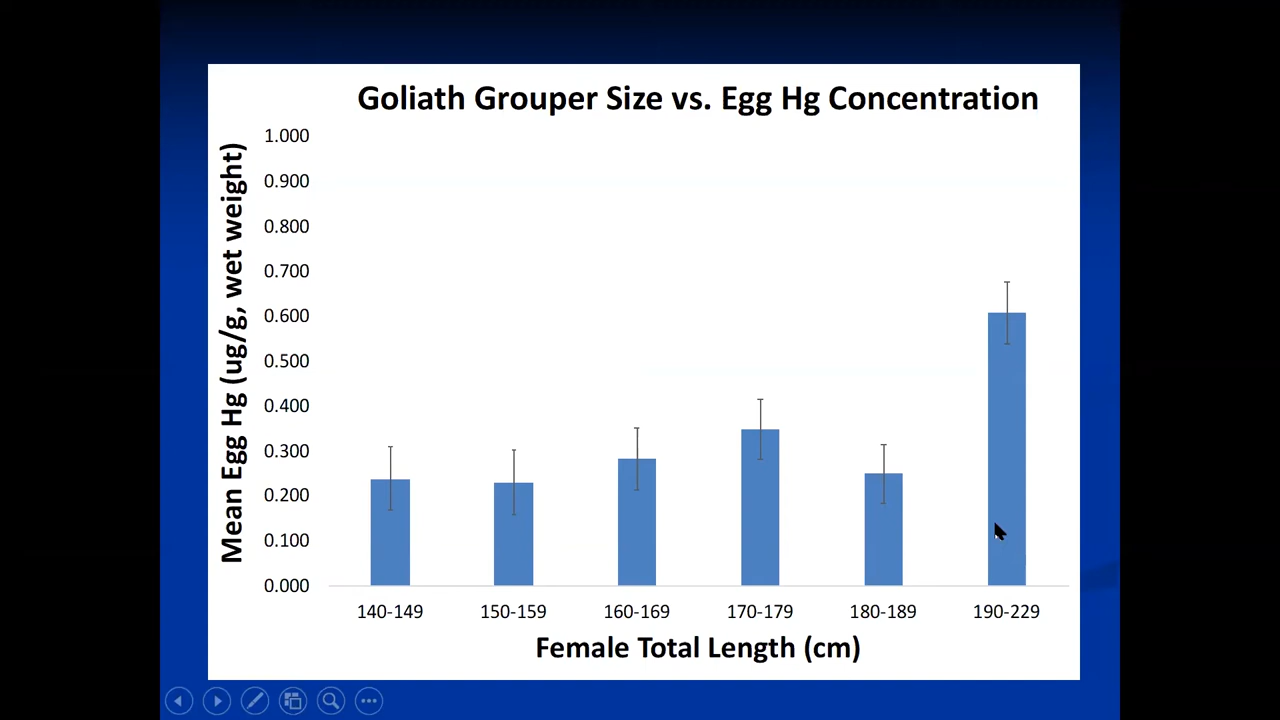 Goliath Grouper Size vs. Egg Hg Concentration
Mean Egg Hg (ug/g, wet weight)
1.000
0.900
0.800
0.700
0.600
0.500
0.400
0.300
0.200
0.100
0.000
140-149 150-159 160-169 170-179 180-189 190-229
Female Total Length (cm)